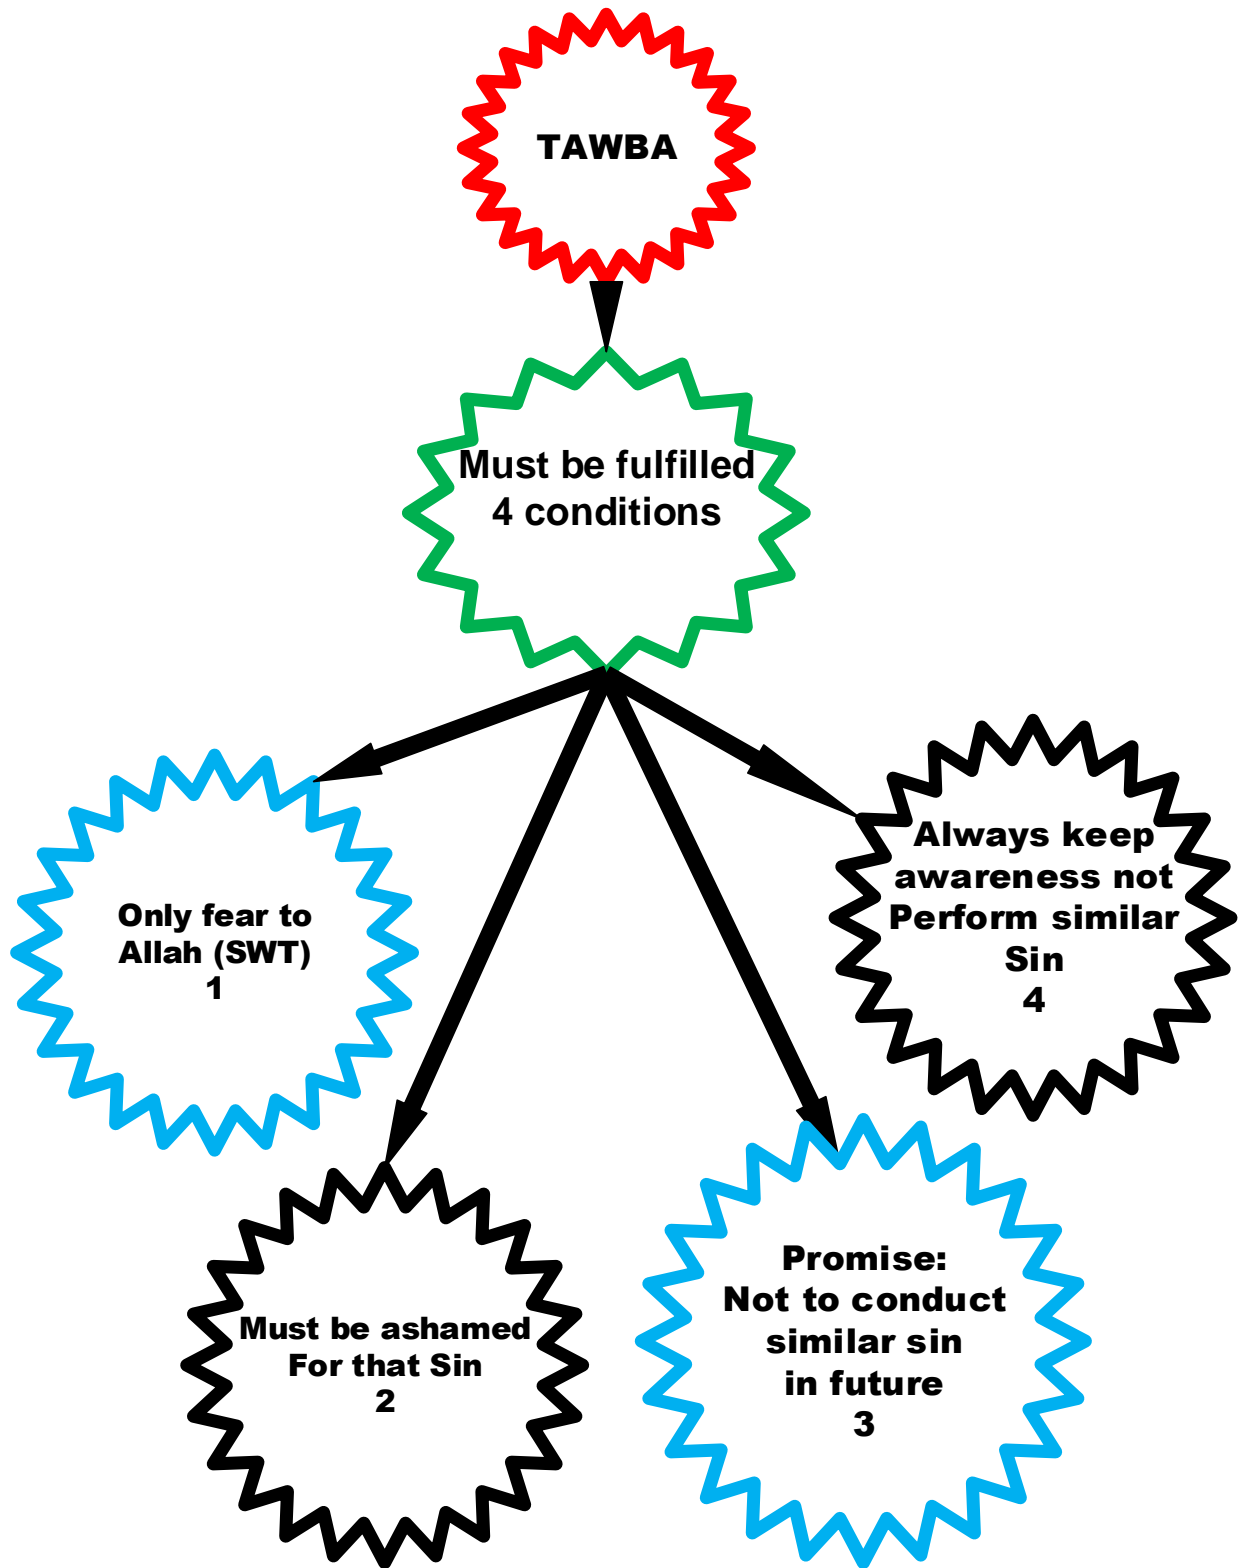 TAWBA
Must be fulfilled
4 conditions
Only fear to
Allah (SWT)
1
Must be ashamed
For that Sin
2
Promise:
Not to conduct
similar sin
in future
3
Always keep
awareness not
Perform similar
Sin
4